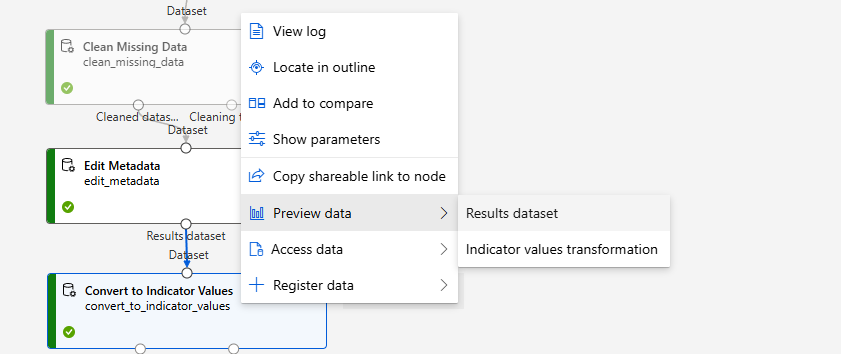 Dataset
Clean Missing Data
clean_missing_data
Cleaned datas...
Cleaning t
Dataset
Edit Metadata
edit_metadata
Results dataset
Dataset
Convert to Indicator Values
convert_to_indicator_values
View log
Locate in outline
Add to compare
Show parameters
Copy shareable link to node
Preview data
Access data
Register data
Results dataset
Indicator values transformation